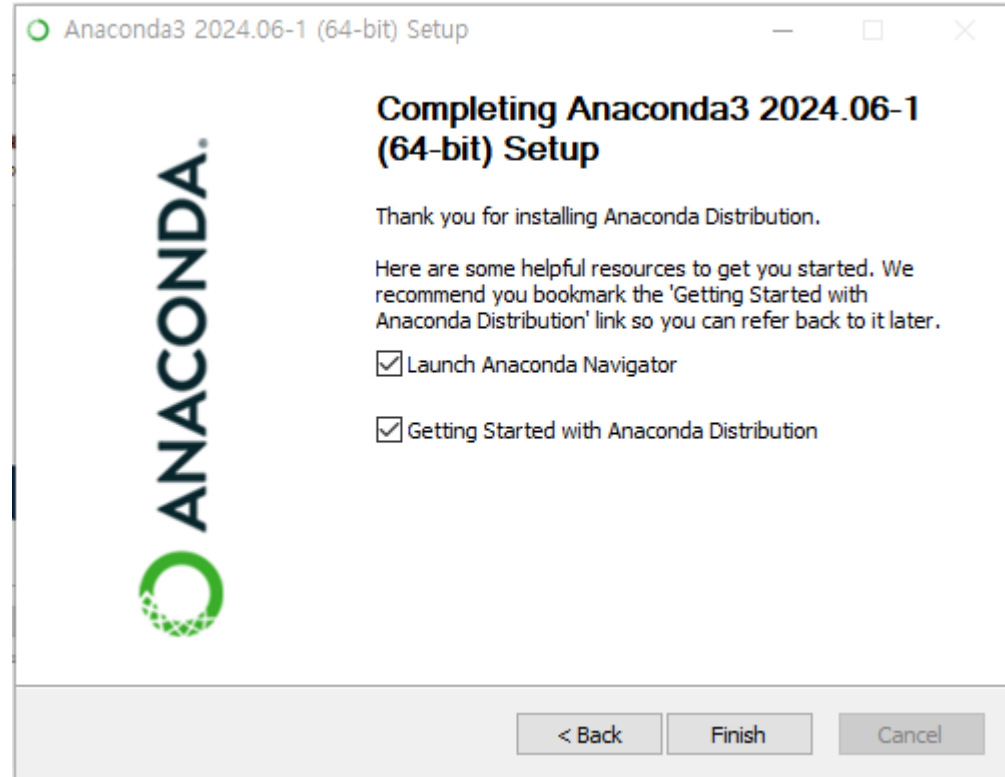 Anaconda3 2024.06-1 (64-bit) Setup
ANACONDA.
Completing Anaconda3 2024.06-1
(64-bit) Setup
Thank you for installing Anaconda Distribution.
Here are some helpful resources to get you started. We
recommend you bookmark the 'Getting Started with
Anaconda Distribution' link so you can refer back to it later.
Launch Anaconda Navigator
Getting Started with Anaconda Distribution
< Back
Finish
Cancel